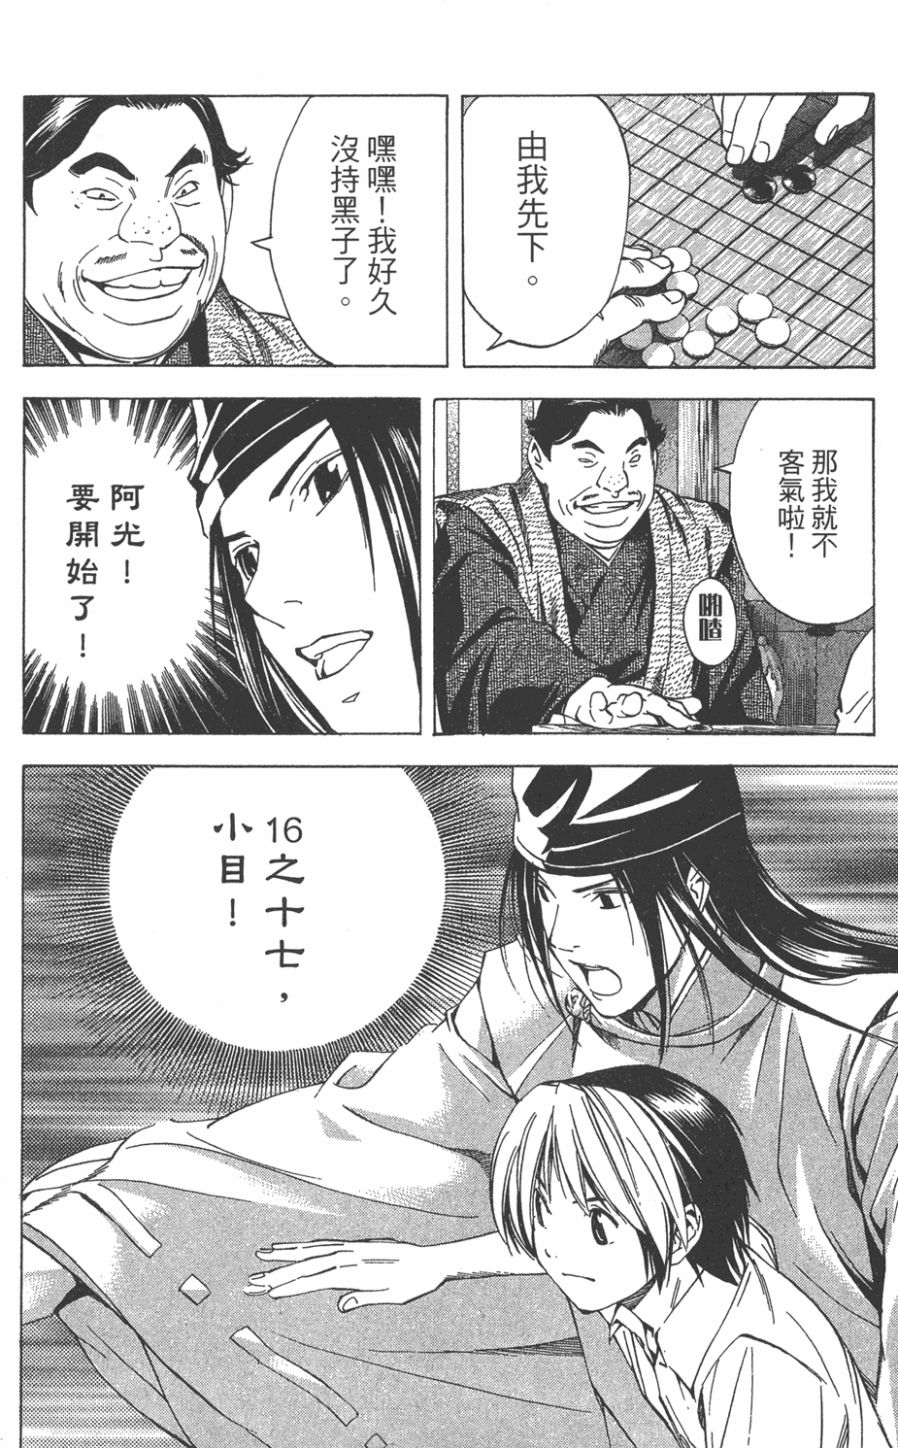 由我先下。
嘿嘿！我好久
沒持黑子了。
那我就不
客氣啦！
啪喳
阿光！
要開始了！
16之十七，
小目！